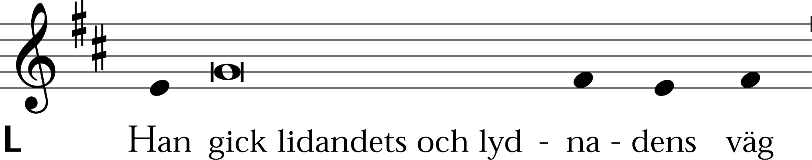 L Han gick lidandets och lyd - na - dens väg